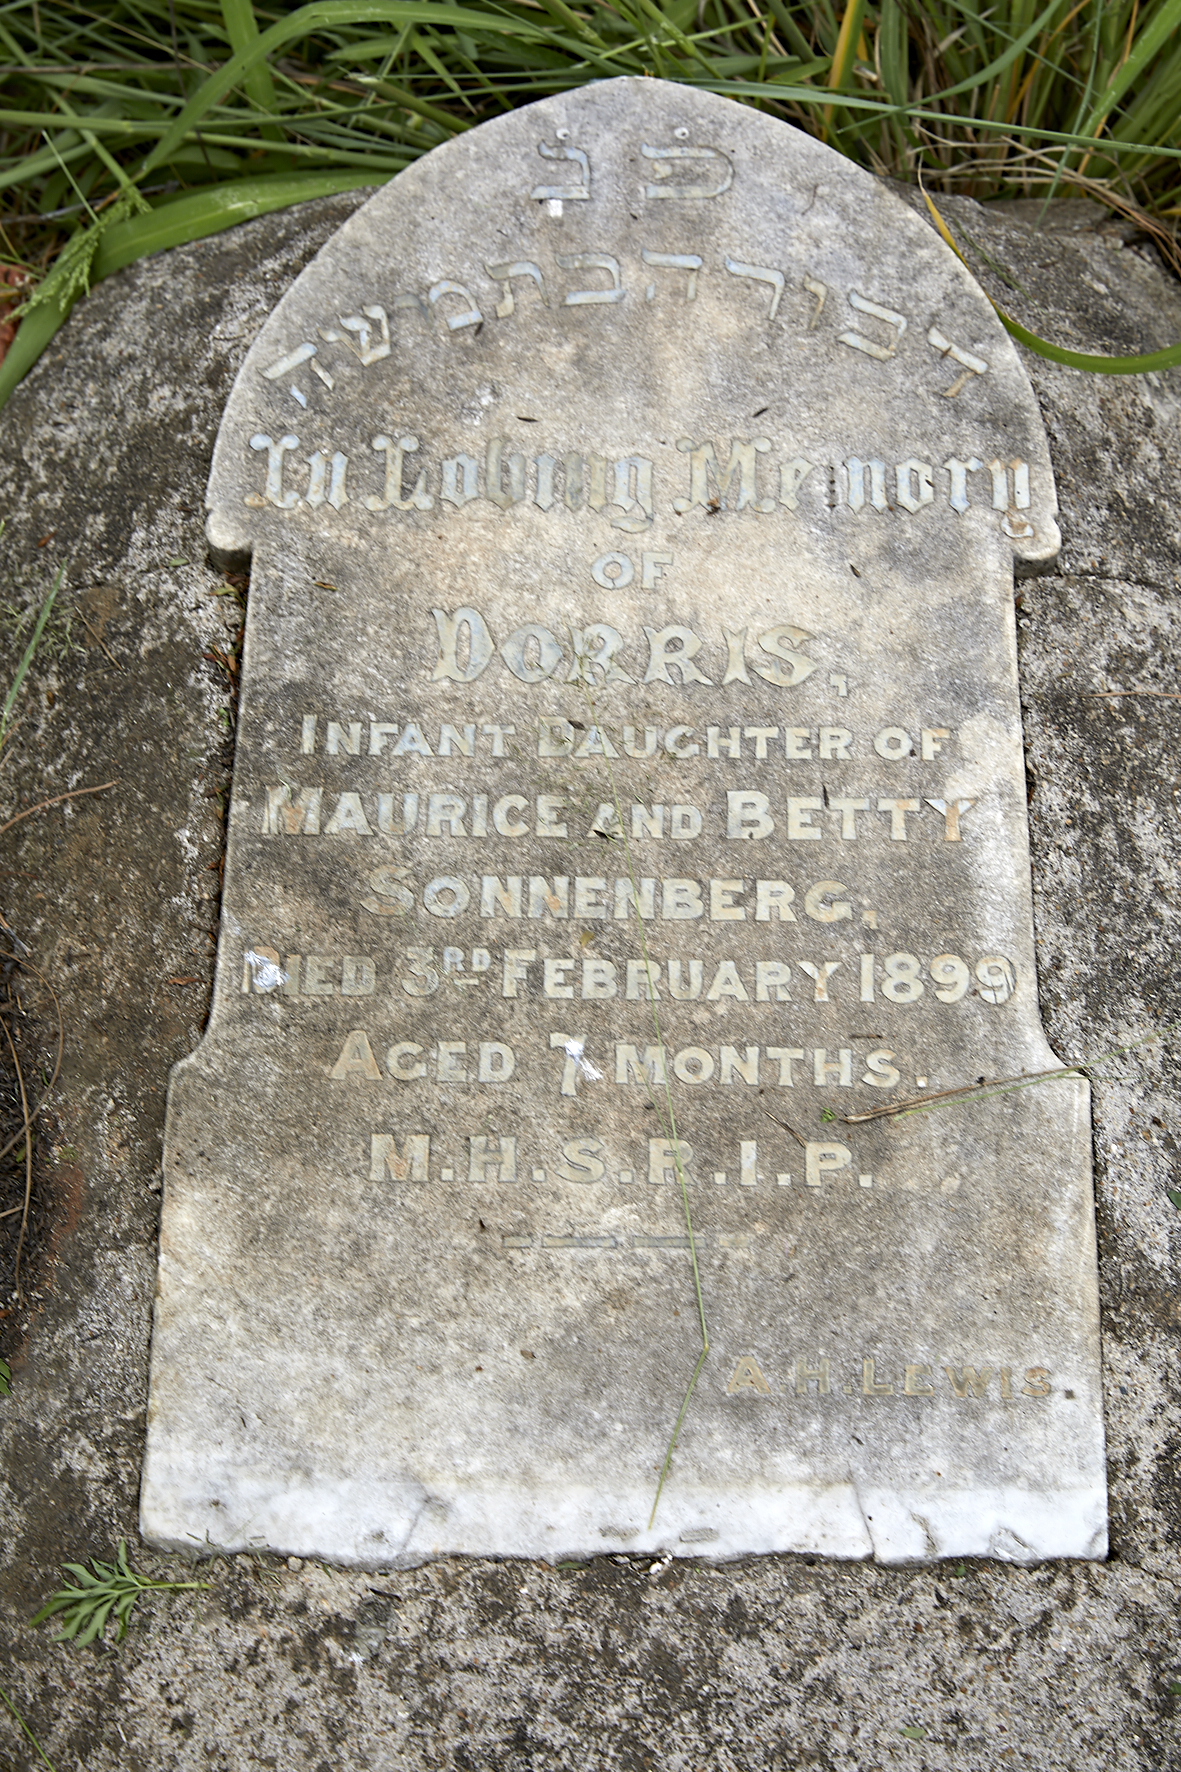 פ נ
דבורה בת משה
In Loving Memory
OF
DORRIS,
INFANT DAUGHTER OF
MAURICE AND BETTY
SONNENBERG,
DIED 3RD FEBRUARY 1899
AGED 7 MONTHS.
M.H.S.R.I.P.
A.H.LEWIS.